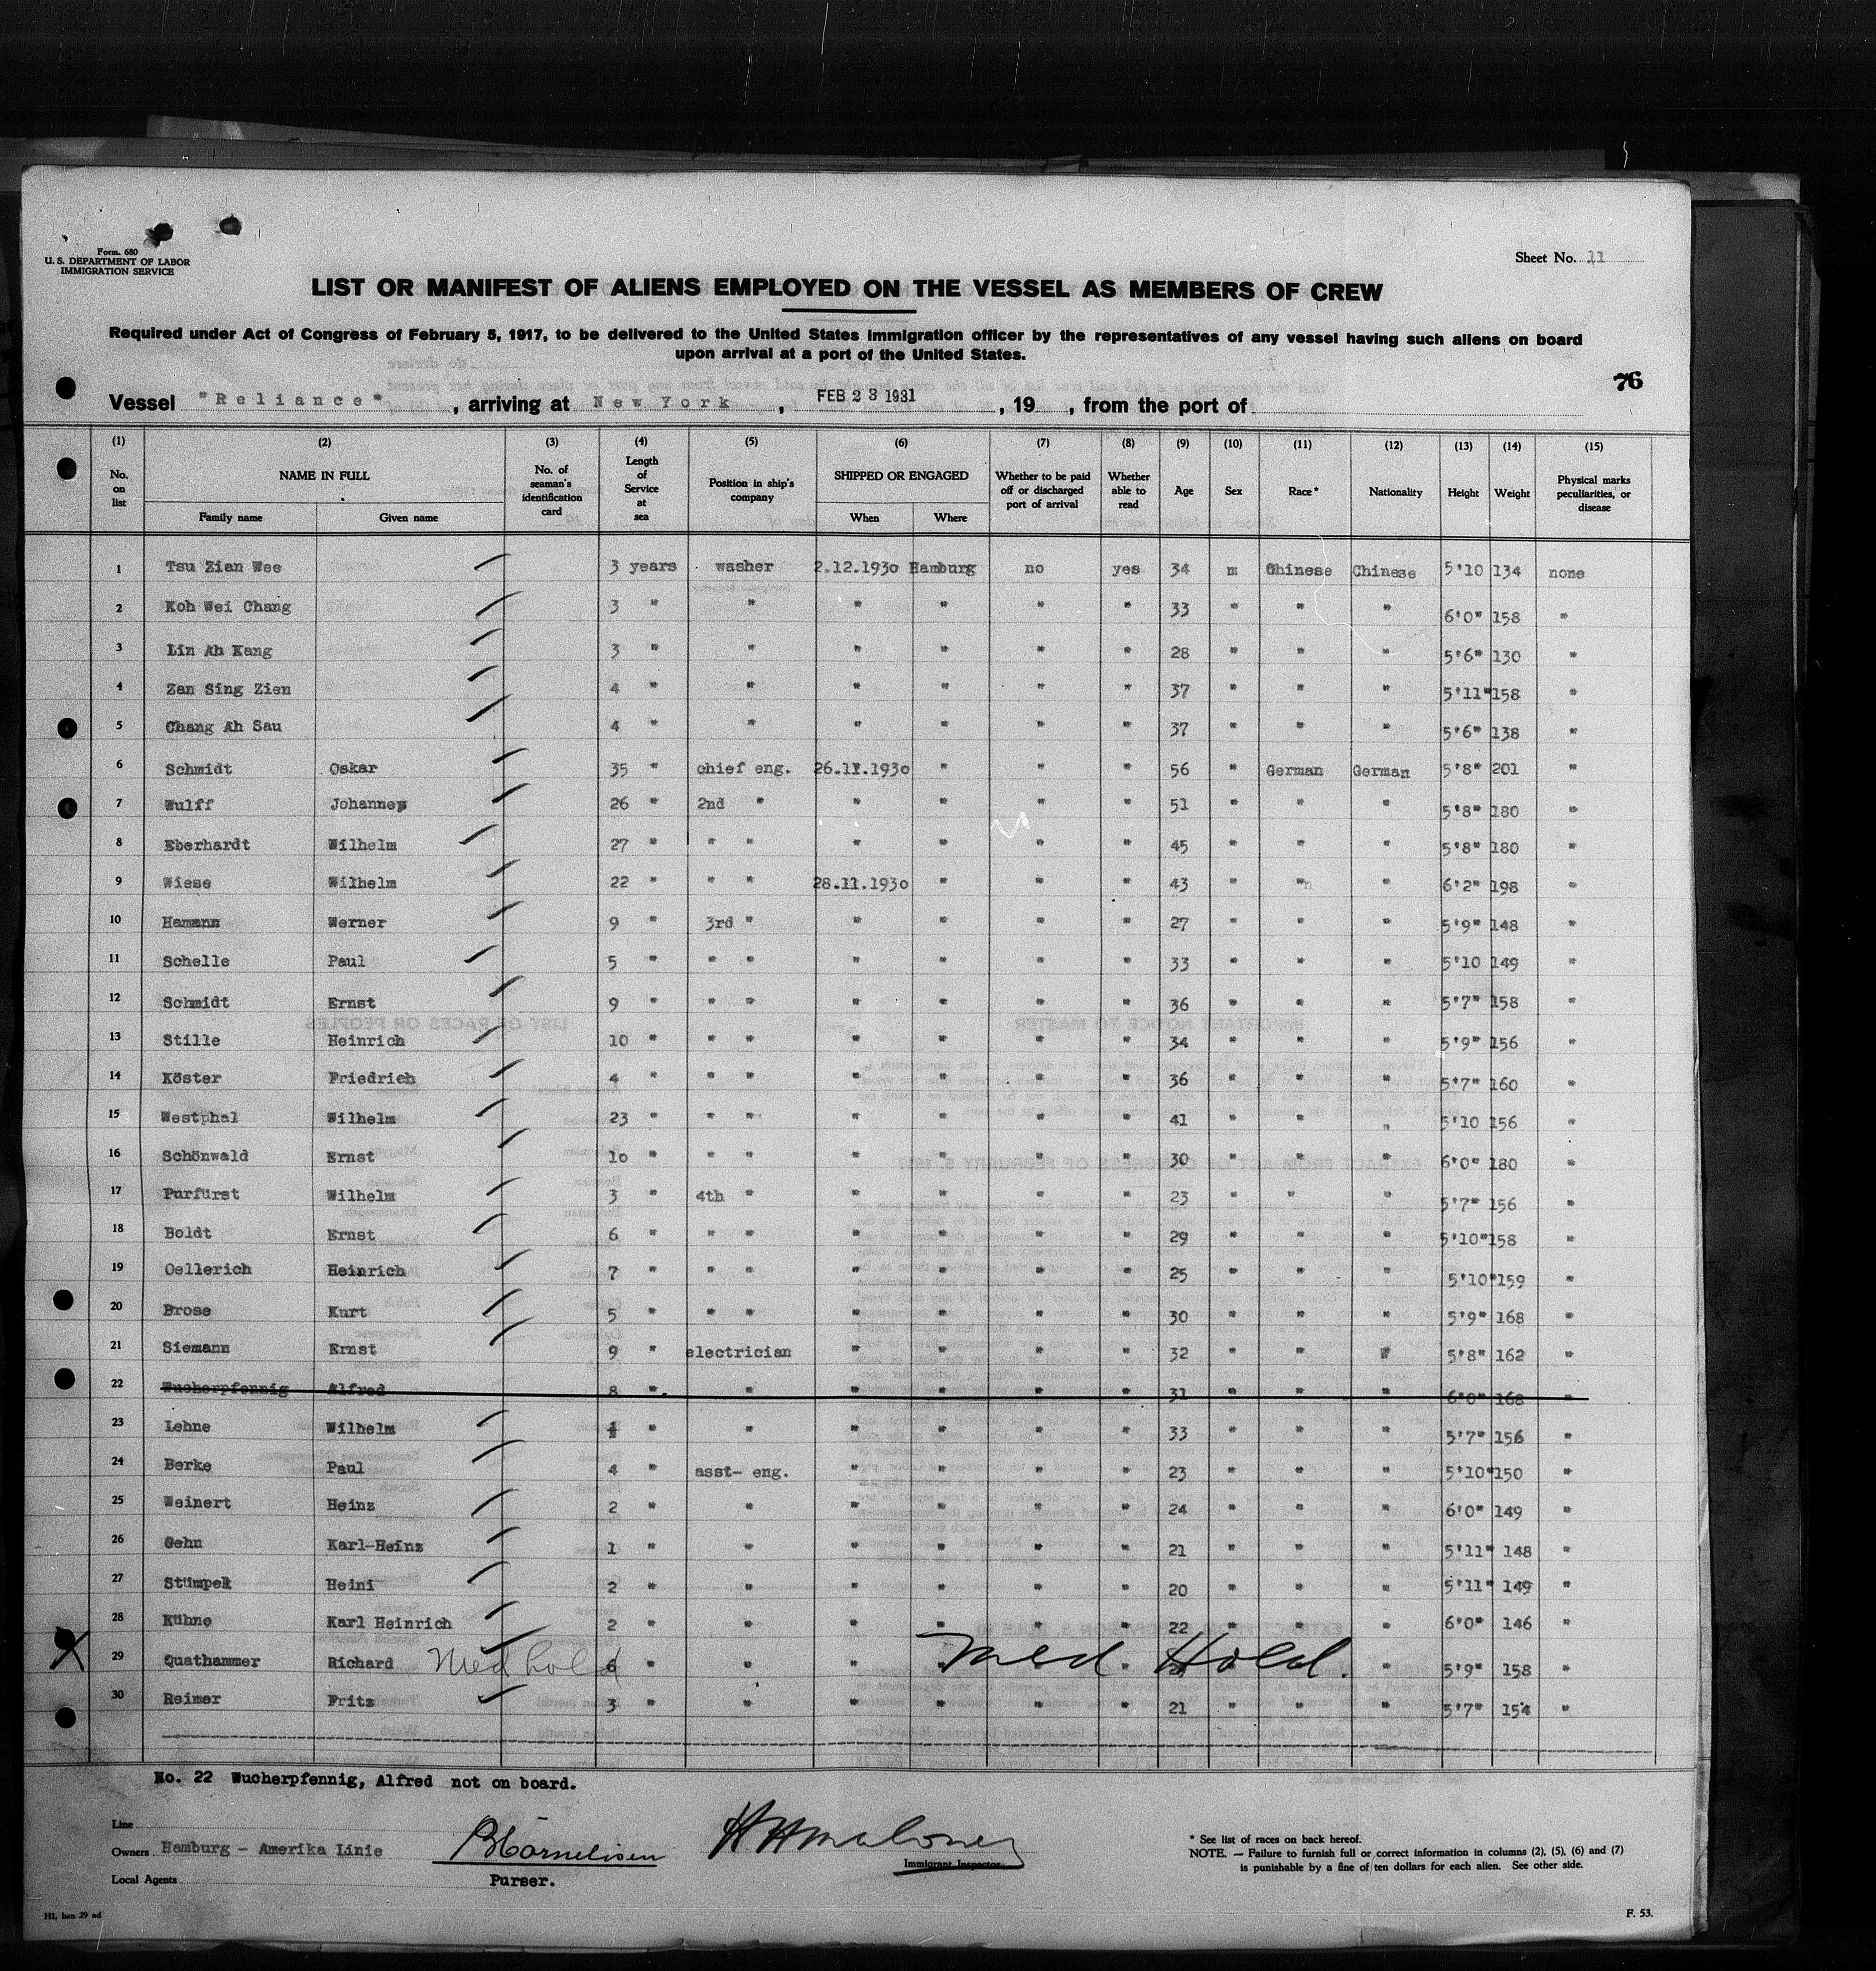 Form. 680
U. S. DEPARTMENT OF LABOR
IMMIGRATION SERVICE
Sheet No. 11
LIST OR MANIFEST OF ALIENS EMPLOYED ON THE VESSEL AS MEMBERS OF CREW
Required under Act of Congress of February 5, 1917, to be delivered to the United States immigration officer by the representatives of any vessel having such aliens on board
upon arrival at a port of the United States.
76
Vessel "Reliance", arriving at New York, FEB 23 1931, 19 , from the port of
(1) (2) (3) (4) (5) (6) (7) (8) (9) (10) (11) (12) (13) (14) (15)
No. on list NAME IN FULL Family name Given name No. of seaman's identification card Length of Service at sea Position in ship's company SHIPPED OR ENGAGED When Where Whether to be paid off or discharged port of arrival Whether able to read Age Sex Race* Nationality Height Weight Physical marks peculiarities, or disease
1 Tsu Zian Wee 3 years washer 2.12.1930 Hamburg no yes 34 m Chinese Chinese 5'10 134 none
2 Koh Wei Chang 3 " " " " " " 33 " " " 6'0" 158 "
3 Lin Ah Kang 3 " " " " " " 28 " " " 5'6" 130 "
4 Zan Sing Zien 4 " " " " " " 37 " " " 5'11" 158 "
5 Chang Ah Sau 4 " " " " " " 37 " " " 5'6" 138 "
6 Schmidt Oskar 35 " chief eng. 26.11.1930 " " " 56 " German German 5'8" 201 "
7 Wulff Johannes 26 " 2nd " " " " " 51 " " " 5'8" 180 "
8 Eberhardt Wilhelm 27 " " " " " " " 45 " " " 5'8" 180 "
9 Wiese Wilhelm 22 " " " 28.11.1930 " " " 43 " " " 6'2" 198 "
10 Hamann Werner 9 " 3rd " " " " " 27 " " " 5'9" 148 "
11 Schelle Paul 5 " " " " " " " 33 " " " 5'10 149 "
12 Schmidt Ernst 9 " " " " " " " 36 " " " 5'7" 158 "
13 Stille Heinrich 10 " " " " " " " 34 " " " 5'9" 156 "
14 Köster Friedrich 4 " " " " " " " 36 " " " 5'7" 160 "
15 Westphal Wilhelm 23 " " " " " " " 41 " " " 5'10 156 "
16 Schönwald Ernst 10 " " " " " " " 30 " " " 6'0" 180 "
17 Purfürst Wilhelm 3 " 4th " " " " " 23 " " " 5'7" 156 "
18 Boldt Ernst 6 " " " " " " " 29 " " " 5'10" 158 "
19 Oellerich Heinrich 7 " " " " " " " 25 " " " 5'10" 159 "
20 Brose Kurt 5 " " " " " " " 30 " " " 5'9" 168 "
21 Siemann Ernst 9 " electrician " " " " 32 " " " 5'8" 162 "
22 Wucherpfennig Alfred 8 " " " " " " 31 " " " 6'0" 168 "
23 Lehne Wilhelm " " " " " " 33 " " " 5'7" 156 "
24 Berke Paul 4 " asst- eng. " " " " 23 " " " 5'10" 150 "
25 Weinert Heinz 2 " " " " " " 24 " " " 6'0" 149 "
26 Sehn Karl-Heinz 1 " " " " " " 21 " " " 5'11" 148 "
27 Stümpek Heini 2 " " " " " " 20 " " " 5'11" 149 "
28 Kühne Karl Heinrich 2 " " " " " " 22 " " " 6'0" 146 "
29 Quathammer Richard Med hold 6 " " " " Med. Hold. " 5'9" 158 "
30 Reimer Fritz 3 " " " " " " 21 " " " 5'7" 154 "
No. 22 Wucherpfennig, Alfred not on board.
Line
Owners Hamburg - Amerika Linie
Local Agents
BCornelisen
Purser.
HHMaloney
Immigrant Inspector
* See list of races on back hereof.
NOTE. — Failure to furnish full or correct information in columns (2), (5), (6) and (7)
is punishable by a fine of ten dollars for each alien. See other side.
HL ben 29 ad
F. 53.